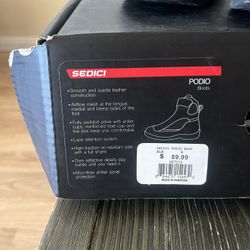 SEDICI
PODIO
Boots
• Smooth and suede leather
construction
• Airflow mesh at the tongue
medial and lateral sides of the
foot
• Fully padded ankle with ankle
cups, reinforced heel cup and
toe box keep you comfortable
• Lace retention system
• High traction oil resistant sole
with a full shank
• Dark reflective details stay
subtle until you need it
• Microfiber shifter panel
protection
$ 89.99
MADE IN PAKISTAN